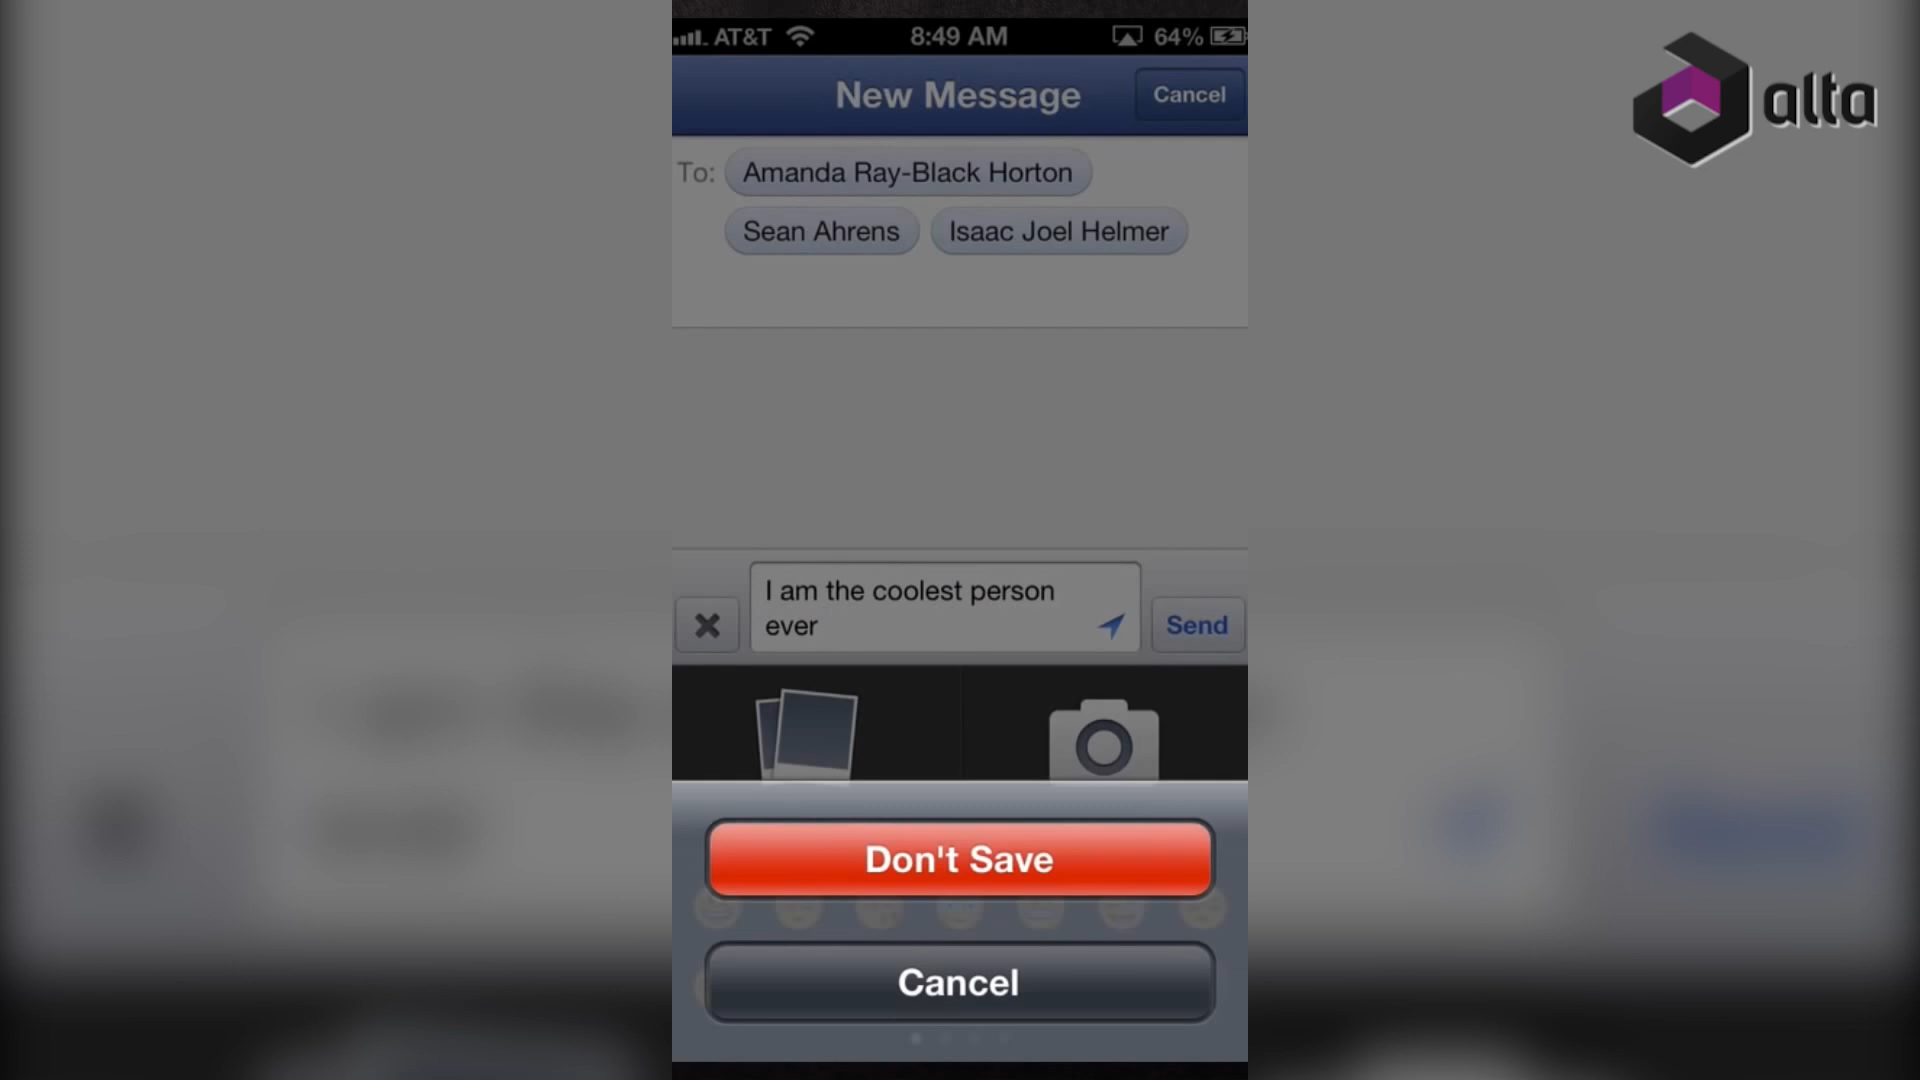 AT&T 8:49 AM 64%
alta
New Message Cancel
To: Amanda Ray-Black Horton
Sean Ahrens Isaac Joel Helmer
I am the coolest person
ever
Send
Don't Save
Cancel